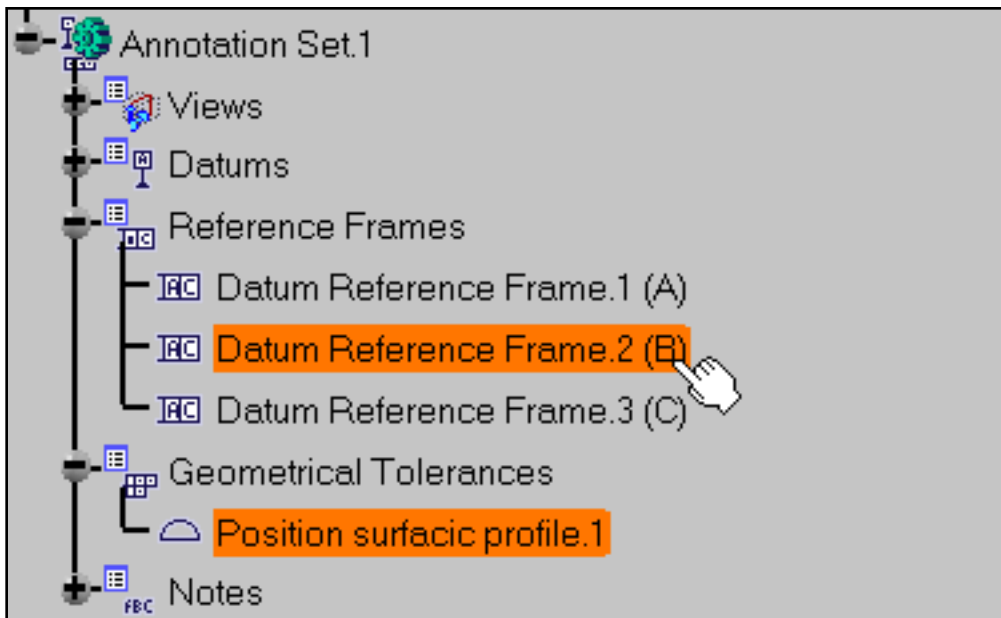 Annotation Set.1
Views
Datums
Reference Frames
Datum Reference Frame.1 (A)
Datum Reference Frame.2 (B)
Datum Reference Frame.3 (C)
Geometrical Tolerances
Position surfacic profile.1
Notes